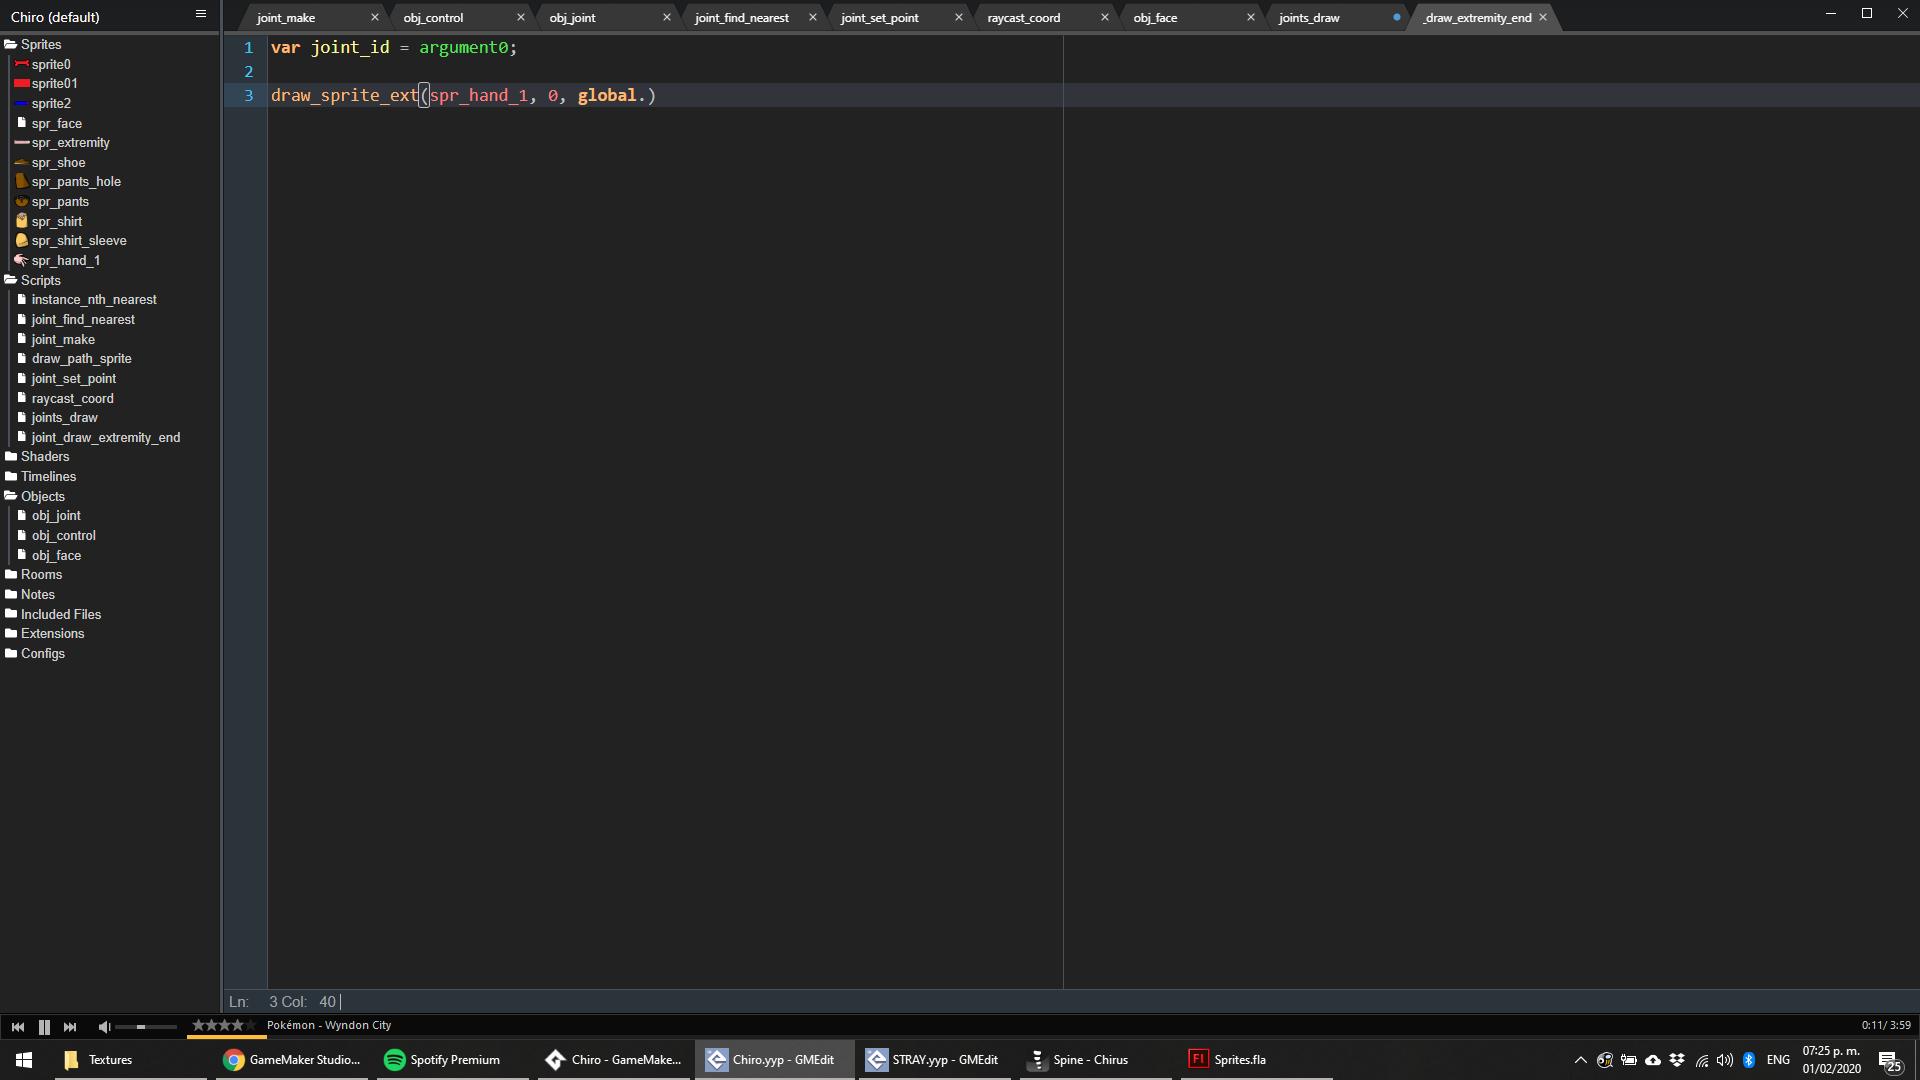 Chiro (default)
joint_make
obj_control
obj_joint
joint_find_nearest
joint_set_point
raycast_coord
obj_face
joints_draw
_draw_extremity_end
Sprites
sprite0
sprite01
sprite2
spr_face
spr_extremity
spr_shoe
spr_pants_hole
spr_pants
spr_shirt
spr_shirt_sleeve
spr_hand_1
Scripts
instance_nth_nearest
joint_find_nearest
joint_make
draw_path_sprite
joint_set_point
raycast_coord
joints_draw
joint_draw_extremity_end
Shaders
Timelines
Objects
obj_joint
obj_control
obj_face
Rooms
Notes
Included Files
Extensions
Configs
1 var joint_id = argument0;
2
3 draw_sprite_ext(spr_hand_1, 0, global.)
Ln: 3 Col: 40
Pokémon - Wyndon City
0:11/ 3:59
Textures
GameMaker Studio...
Spotify Premium
Chiro - GameMake...
Chiro.yyp - GMEdit
STRAY.yyp - GMEdit
Spine - Chirus
Fl Sprites.fla
ENG
07:25 p. m.
01/02/2020
25